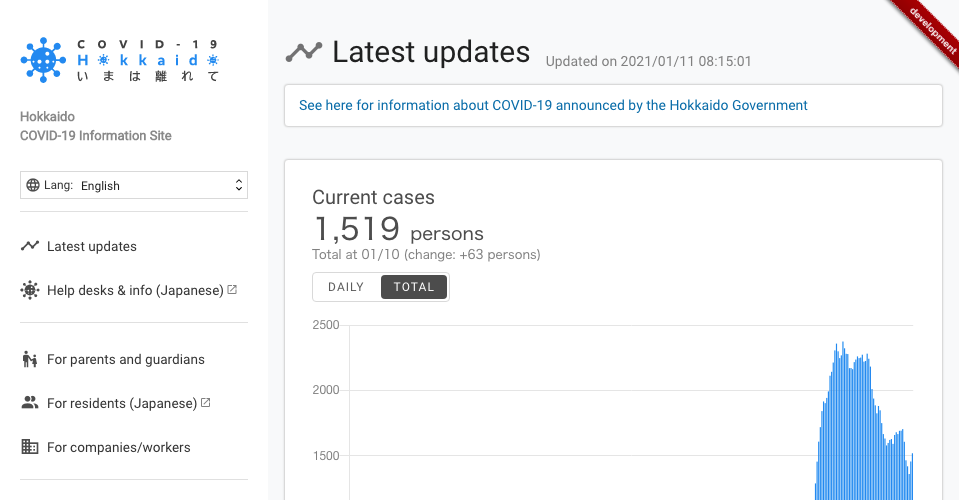 COVID-19
Hokkaido
いまは離れて
Hokkaido
COVID-19 Information Site
Lang: English
Latest updates
Help desks & info (Japanese)
For parents and guardians
For residents (Japanese)
For companies/workers
development
Latest updates Updated on 2021/01/11 08:15:01
See here for information about COVID-19 announced by the Hokkaido Government
Current cases
1,519 persons
Total at 01/10 (change: +63 persons)
DAILY TOTAL
2500
2000
1500